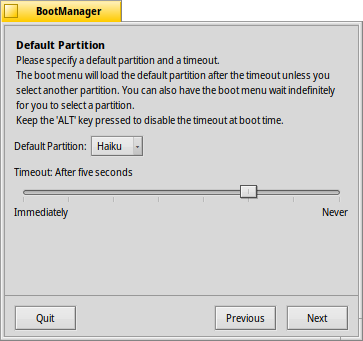 BootManager
Default Partition
Please specify a default partition and a timeout.
The boot menu will load the default partition after the timeout unless you
select another partition. You can also have the boot menu wait indefinitely
for you to select a partition.
Keep the 'ALT' key pressed to disable the timeout at boot time.
Default Partition: Haiku
Timeout: After five seconds
Immediately Never
Quit Previous Next